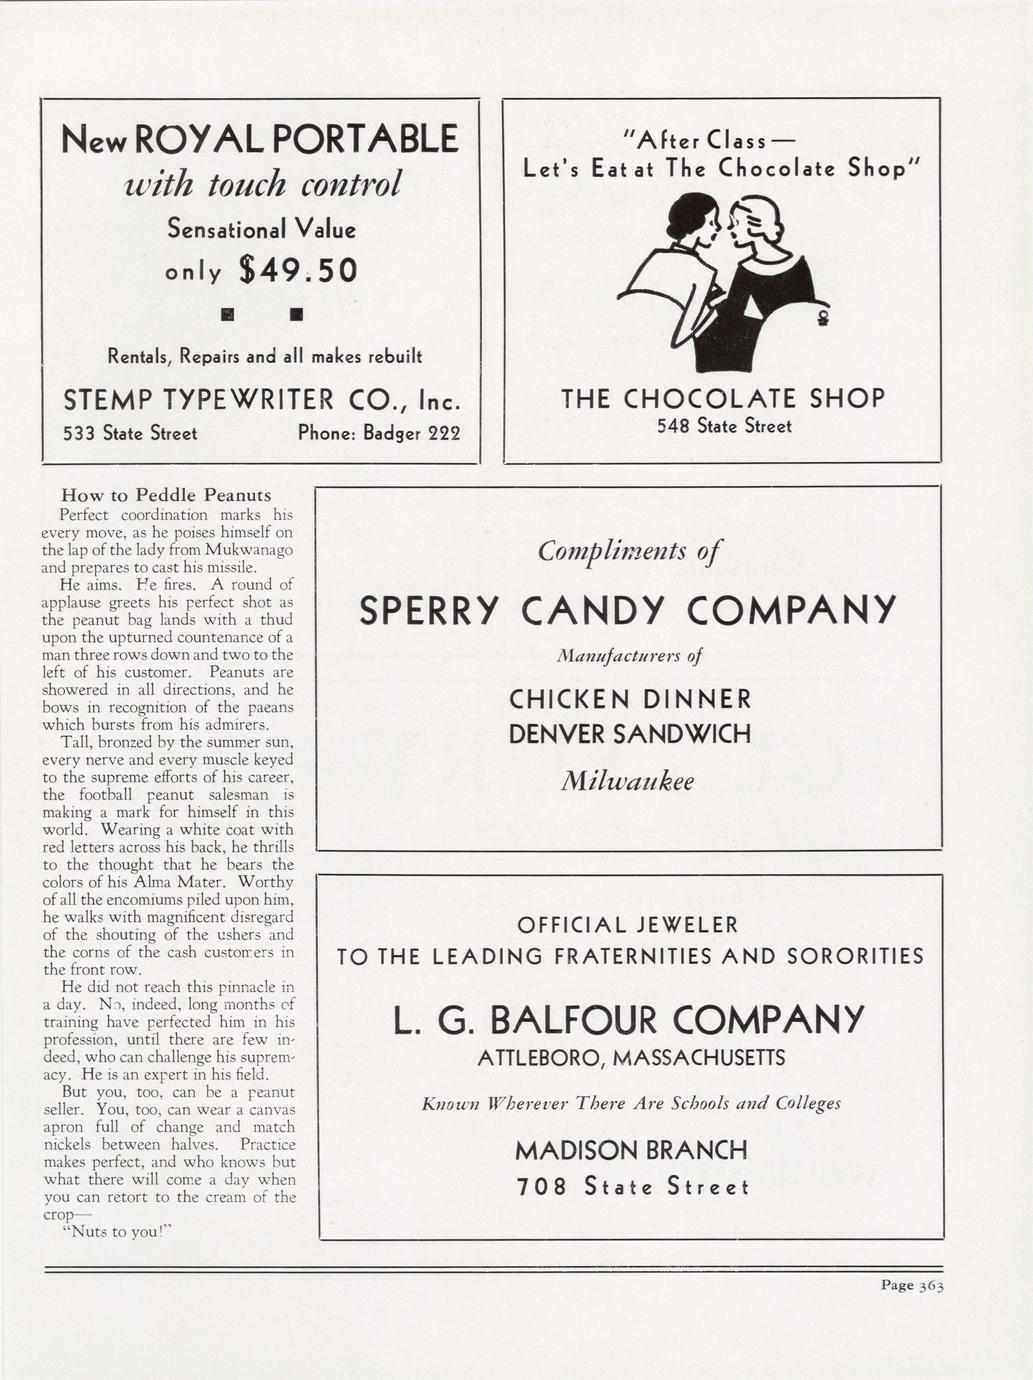 New ROYAL PORTABLE
with touch control
Sensational Value
only $49.50
Rentals, Repairs and all makes rebuilt
STEMP TYPEWRITER CO., Inc.
533 State Street Phone: Badger 222
"After Class—
Let's Eat at The Chocolate Shop"
THE CHOCOLATE SHOP
548 State Street
How to Peddle Peanuts
Perfect coordination marks his
every move, as he poises himself on
the lap of the lady from Mukwanago
and prepares to cast his missile.
He aims. He fires. A round of
applause greets his perfect shot as
the peanut bag lands with a thud
upon the upturned countenance of a
man three rows down and two to the
left of his customer. Peanuts are
showered in all directions, and he
bows in recognition of the paeans
which bursts from his admirers.
Tall, bronzed by the summer sun,
every nerve and every muscle keyed
to the supreme efforts of his career,
the football peanut salesman is
making a mark for himself in this
world. Wearing a white coat with
red letters across his back, he thrills
to the thought that he bears the
colors of his Alma Mater. Worthy
of all the encomiums piled upon him,
he walks with magnificent disregard
of the shouting of the ushers and
the corns of the cash customers in
the front row.
He did not reach this pinnacle in
a day. No, indeed, long months of
training have perfected him in his
profession, until there are few in-
deed, who can challenge his suprem-
acy. He is an expert in his field.
But you, too, can be a peanut
seller. You, too, can wear a canvas
apron full of change and match
nickels between halves. Practice
makes perfect, and who knows but
what there will come a day when
you can retort to the cream of the
crop—
"Nuts to you!"
Compliments of
SPERRY CANDY COMPANY
Manufacturers of
CHICKEN DINNER
DENVER SANDWICH
Milwaukee
OFFICIAL JEWELER
TO THE LEADING FRATERNITIES AND SORORITIES
L. G. BALFOUR COMPANY
ATTLEBORO, MASSACHUSETTS
Known Wherever There Are Schools and Colleges
MADISON BRANCH
708 State Street
Page 363